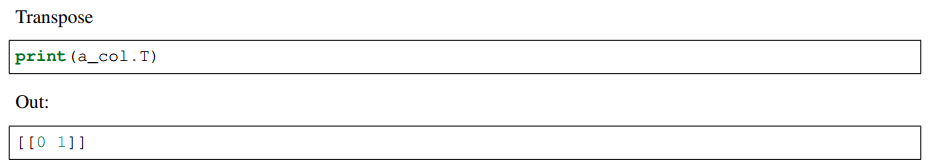 Transpose
print(a_col.T)
Out:
[[0 1]]